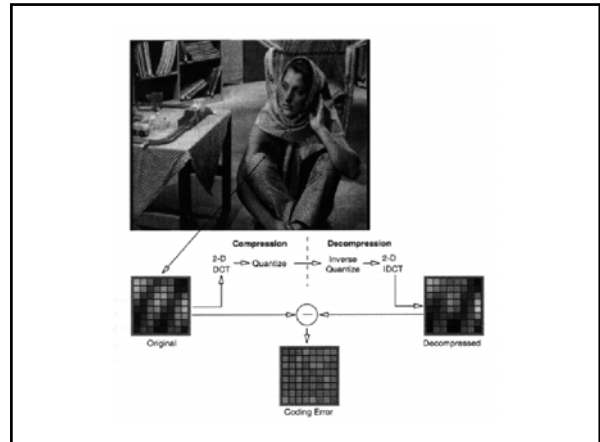 Compression
Decompression
2-D
DCT
Quantize
Inverse
Quantize
2-D
IDCT
Original
Decompressed
Coding Error